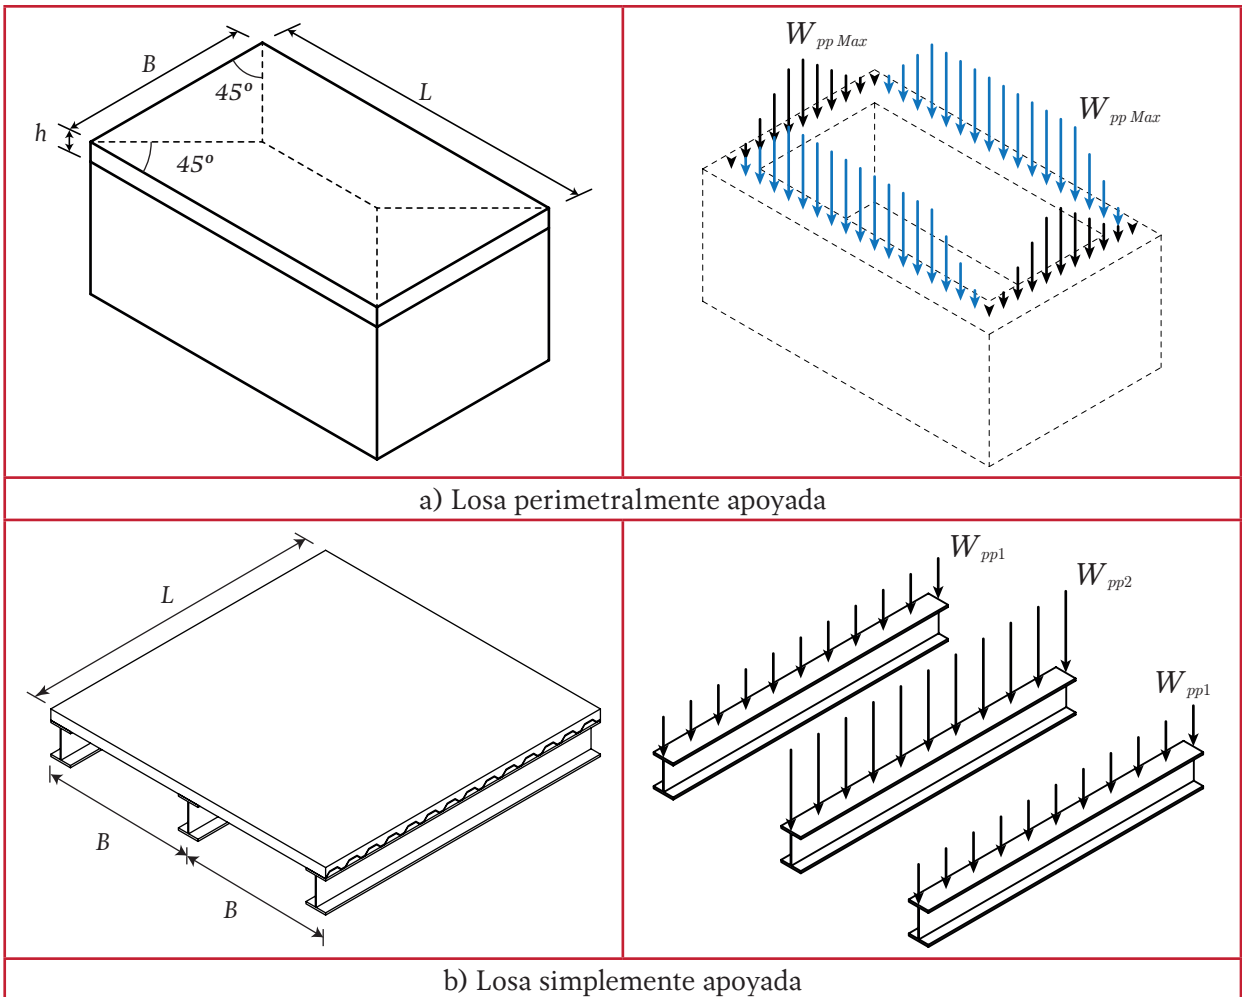 B
L
h
45º
45º
W pp Max
W pp Max
a) Losa perimetralmente apoyada
L
B
B
W pp1
W pp2
W pp1
b) Losa simplemente apoyada